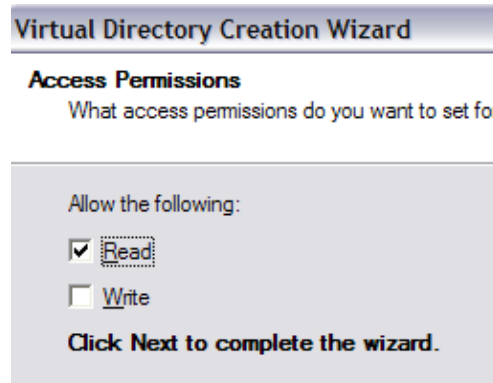 Virtual Directory Creation Wizard
Access Permissions
What access permissions do you want to set fo
Allow the following:
Read
Write
Click Next to complete the wizard.